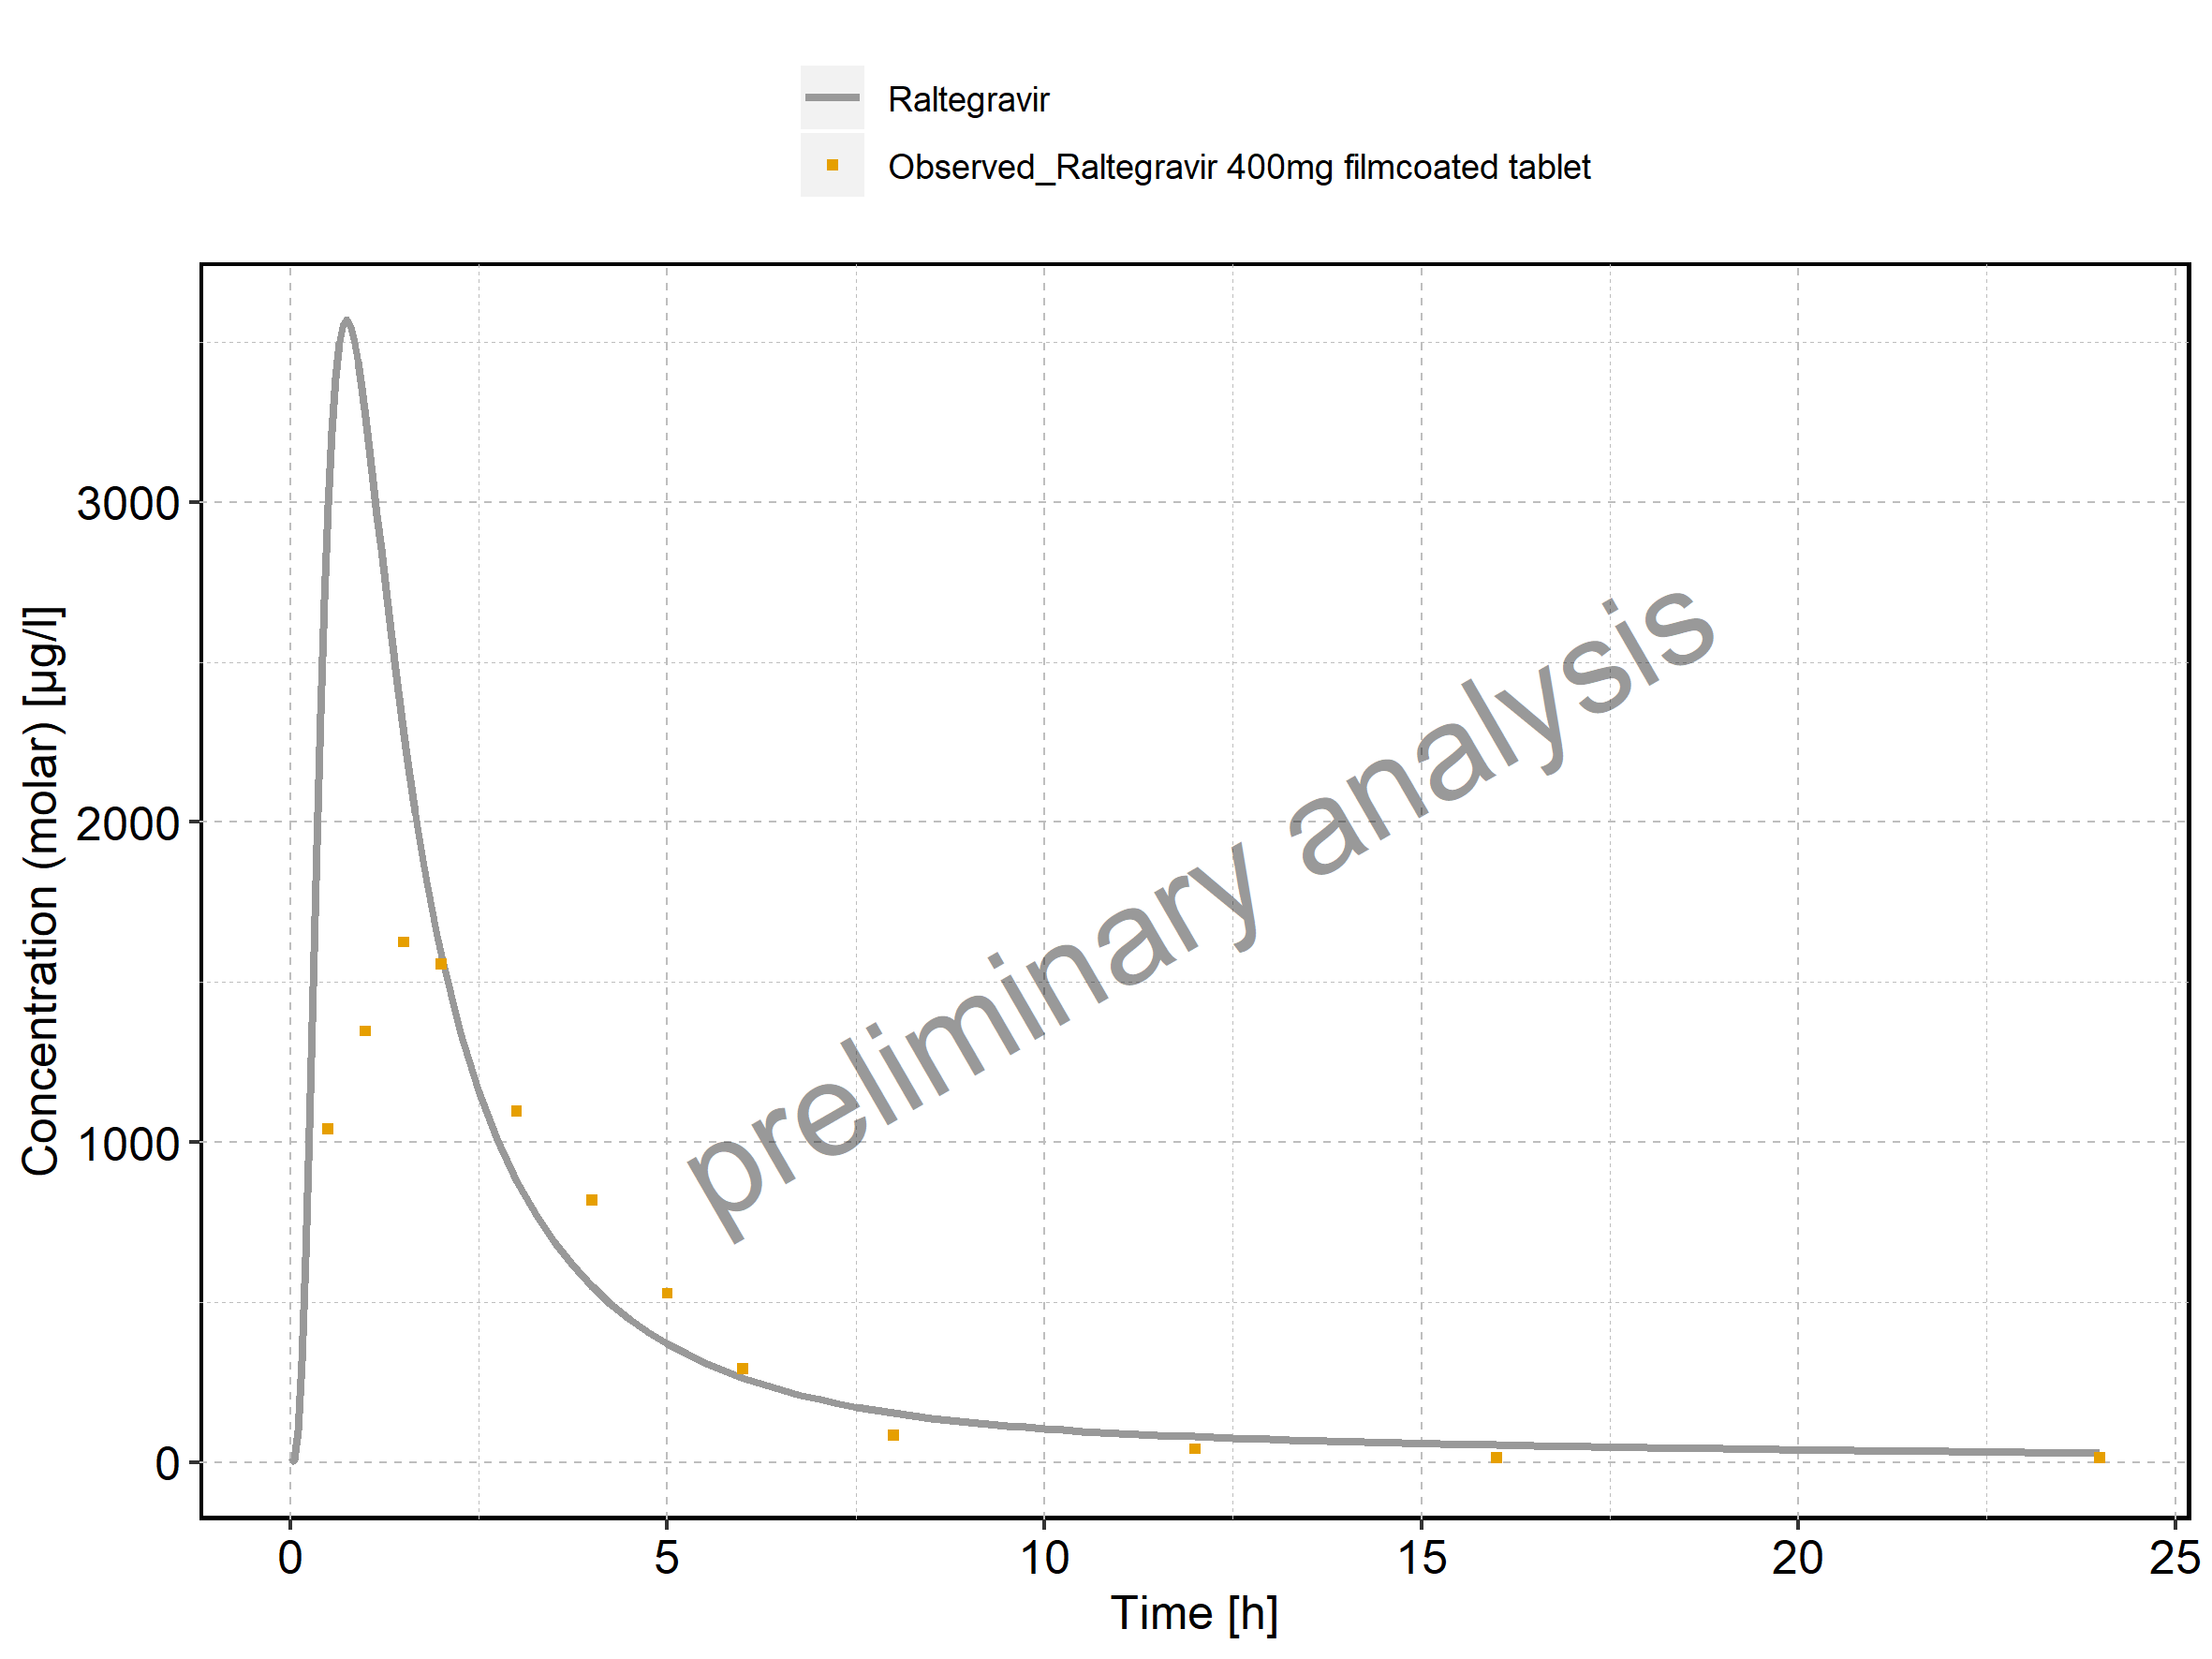 Raltegravir
Observed_Raltegravir 400mg filmcoated tablet
Concentration (molar) [µg/l]
3000
2000
1000
0
preliminary analysis
0 5 10 15 20 25
Time [h]